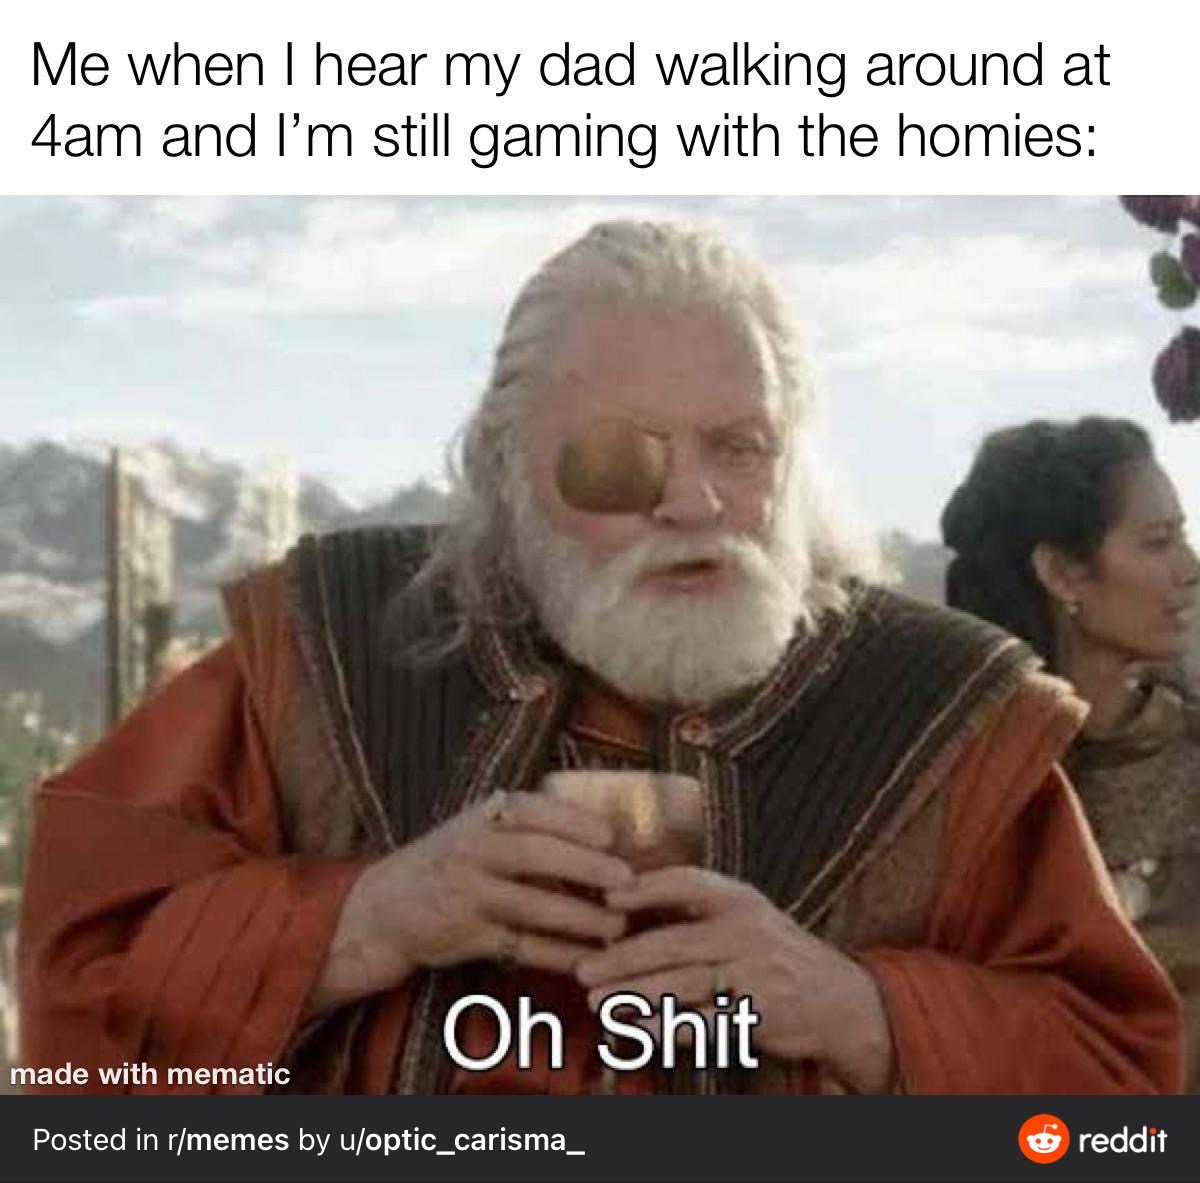 Me when I hear my dad walking around at
4am and I’m still gaming with the homies:
Oh Shit
made with mematic
Posted in r/memes by u/optic_carisma_
reddit